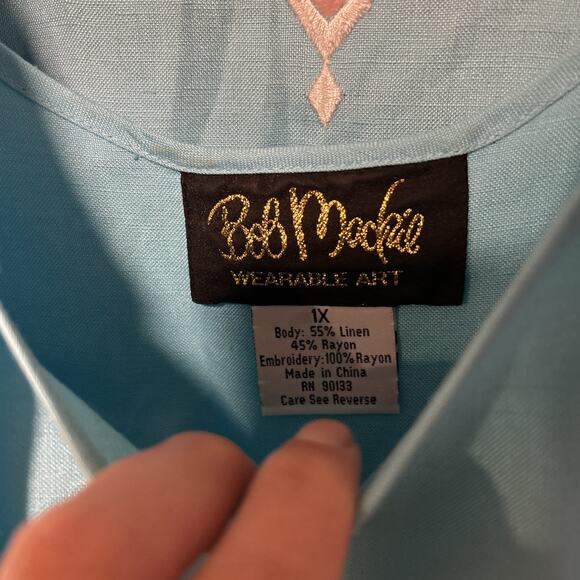 Bob Mackie
WEARABLE ART
1X
Body: 55% Linen
45% Rayon
Embroidery:100% Rayon
Made in China
RN 90133
Care See Reverse